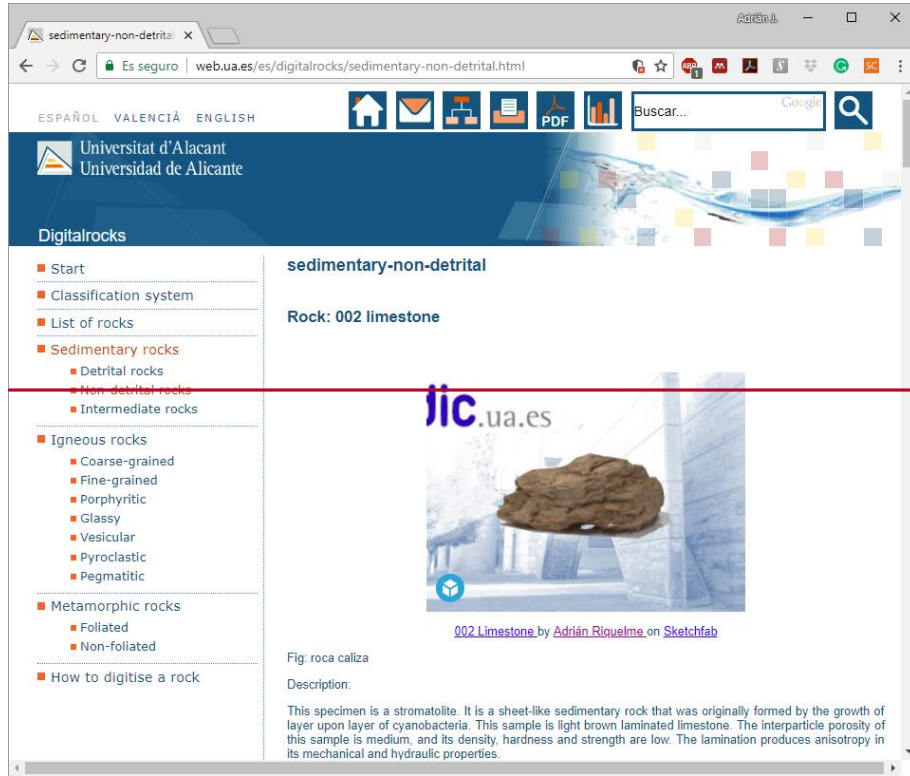 Adrián J.
sedimentary-non-detrital
Es seguro web.ua.es/es/digitalrocks/sedimentary-non-detrital.html
ABP
1
SC
ESPAÑOL VALENCIÀ ENGLISH
PDF
Buscar...
Google
Universitat d'Alacant
Universidad de Alicante
Digitalrocks
Start
Classification system
List of rocks
Sedimentary rocks
Detrital rocks
Non-detrital rocks
Intermediate rocks
Igneous rocks
Coarse-grained
Fine-grained
Porphyritic
Glassy
Vesicular
Pyroclastic
Pegmatitic
Metamorphic rocks
Foliated
Non-foliated
How to digitise a rock
sedimentary-non-detrital
Rock: 002 limestone
dic.ua.es
002 Limestone by Adrián Riquelme on Sketchfab
Fig: roca caliza
Description:
This specimen is a stromatolite. It is a sheet-like sedimentary rock that was originally formed by the growth of
layer upon layer of cyanobacteria. This sample is light brown laminated limestone. The interparticle porosity of
this sample is medium, and its density, hardness and strength are low. The lamination produces anisotropy in
its mechanical and hydraulic properties.